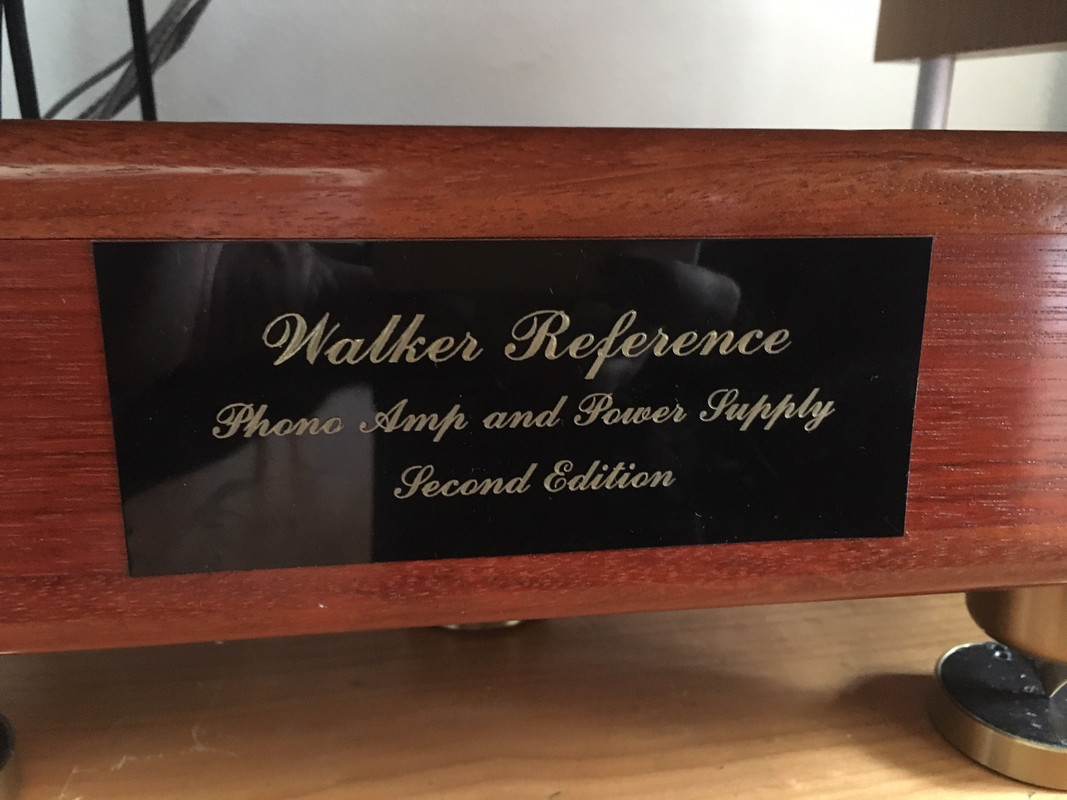 Walker Reference
Phono Amp and Power Supply
Second Edition